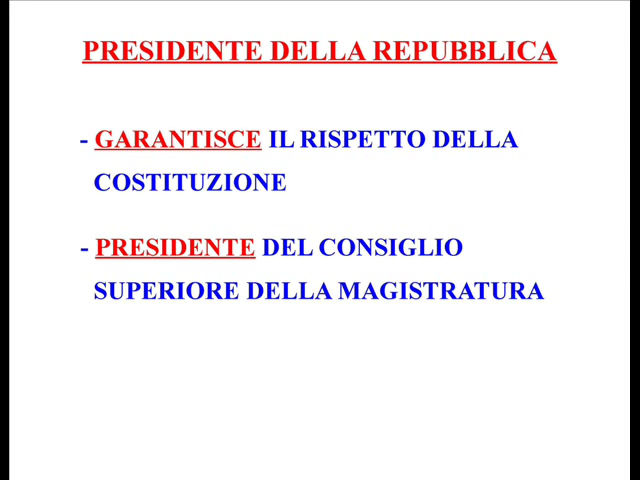 PRESIDENTE DELLA REPUBBLICA
- GARANTISCE IL RISPETTO DELLA
COSTITUZIONE
- PRESIDENTE DEL CONSIGLIO
SUPERIORE DELLA MAGISTRATURA